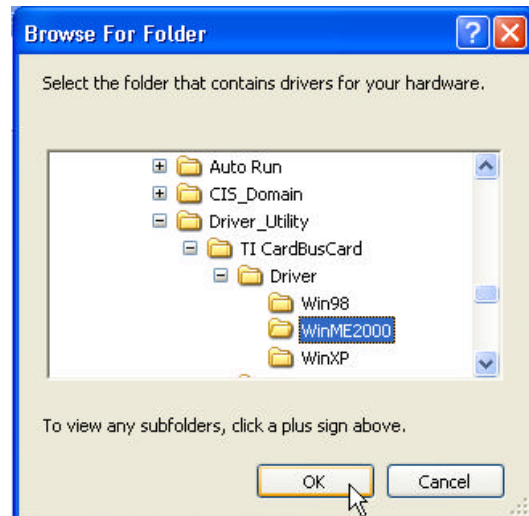 Browse For Folder
Select the folder that contains drivers for your hardware.
Auto Run
CIS_Domain
Driver_Utility
TI CardBusCard
Driver
Win98
WinME2000
WinXP
To view any subfolders, click a plus sign above.
OK Cancel